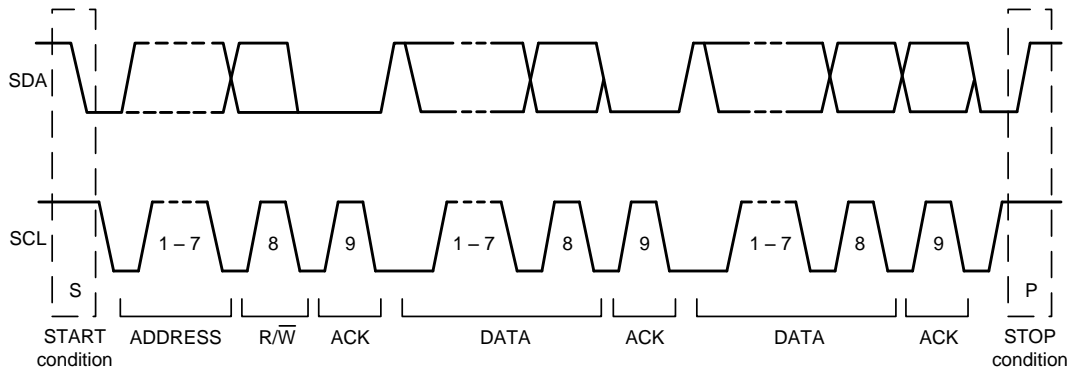 SDA
SCL
1 – 7 8 9 1 – 7 8 9 1 – 7 8 9
S P
START condition ADDRESS R/W̅ ACK DATA ACK DATA ACK STOP condition